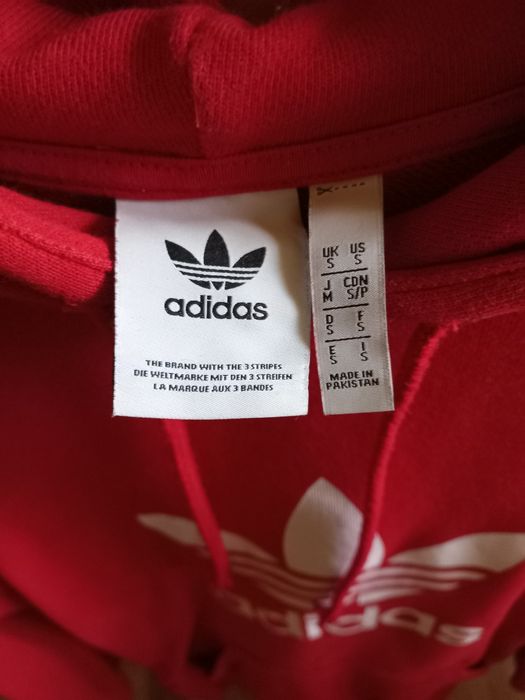 adidas
THE BRAND WITH THE 3 STRIPES
DIE WELTMARKE MIT DEN 3 STREIFEN
LA MARQUE AUX 3 BANDES
UK US
S S
J CDN
M S/P
D F
S S
E I
S S
MADE IN
PAKISTAN
adidas